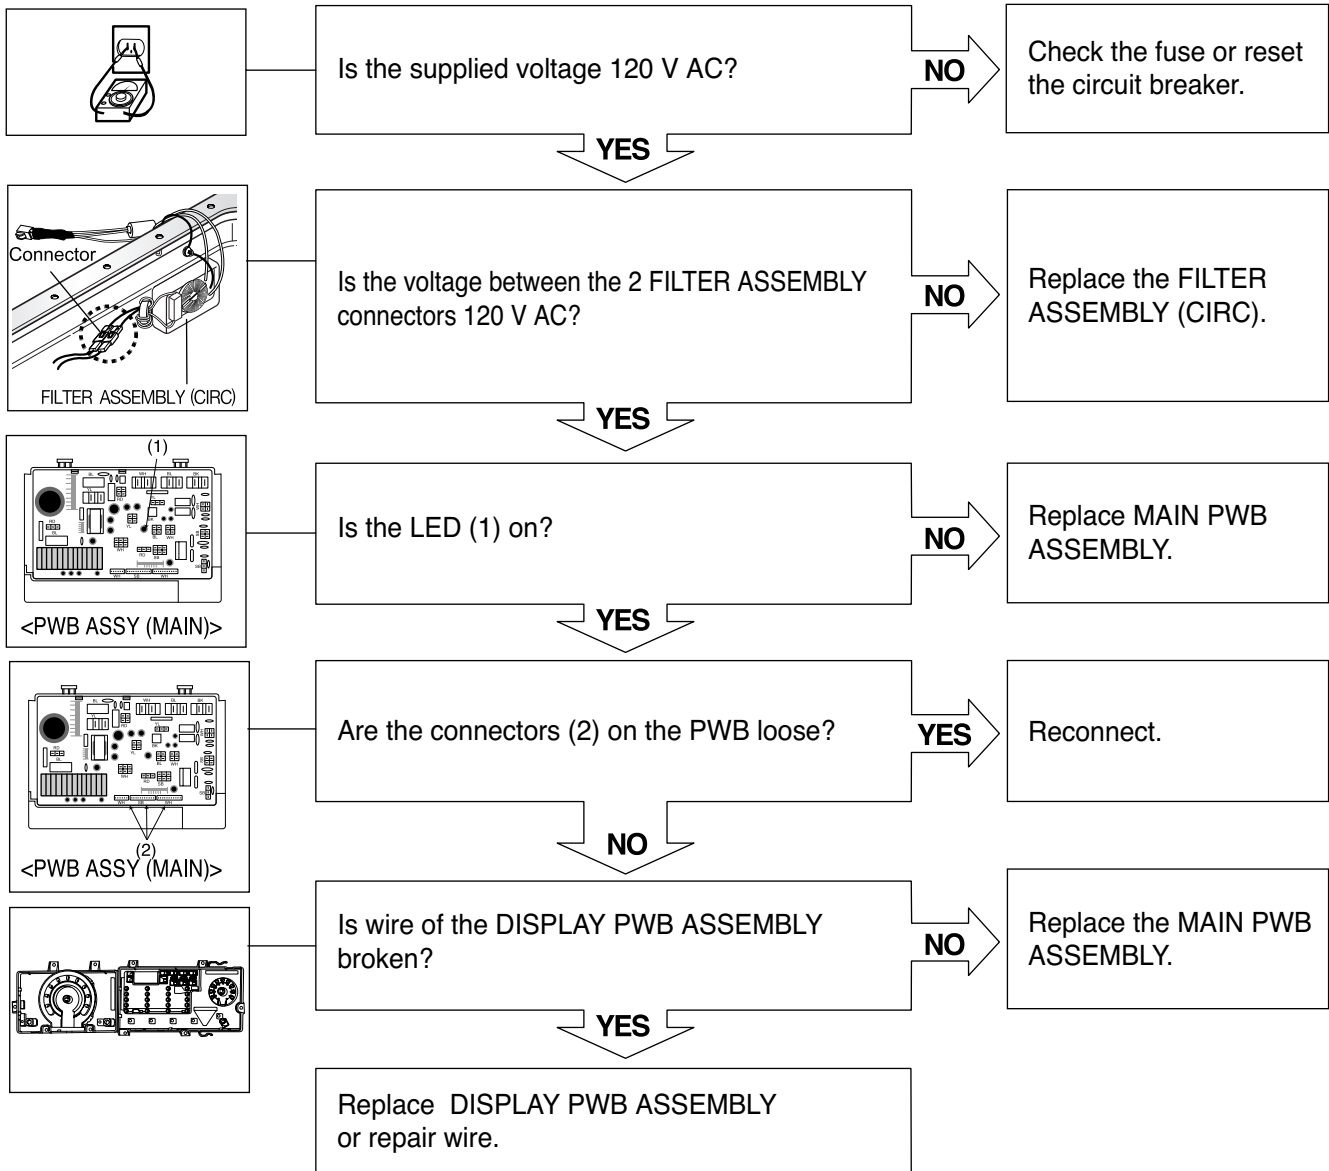 Is the supplied voltage 120 V AC?
NO
Check the fuse or reset
the circuit breaker.
YES
Connector
FILTER ASSEMBLY (CIRC)
Is the voltage between the 2 FILTER ASSEMBLY
connectors 120 V AC?
NO
Replace the FILTER
ASSEMBLY (CIRC).
YES
(1)
<PWB ASSY (MAIN)>
Is the LED (1) on?
NO
Replace MAIN PWB
ASSEMBLY.
YES
(2)
<PWB ASSY (MAIN)>
Are the connectors (2) on the PWB loose?
YES
Reconnect.
NO
Is wire of the DISPLAY PWB ASSEMBLY
broken?
NO
Replace the MAIN PWB
ASSEMBLY.
YES
Replace DISPLAY PWB ASSEMBLY
or repair wire.